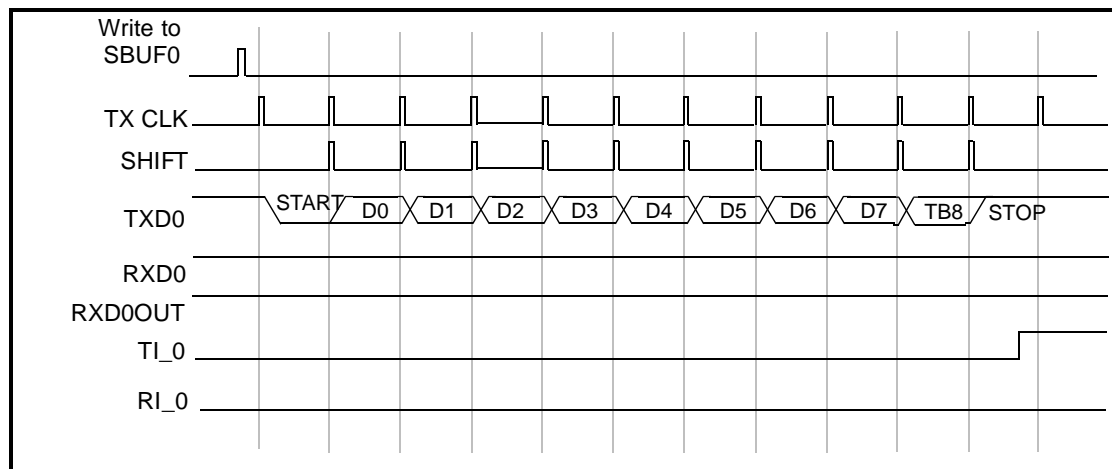 Write to
SBUF0
TX CLK
SHIFT
TXD0
START D0 D1 D2 D3 D4 D5 D6 D7 TB8 STOP
RXD0
RXD0OUT
TI_0
RI_0